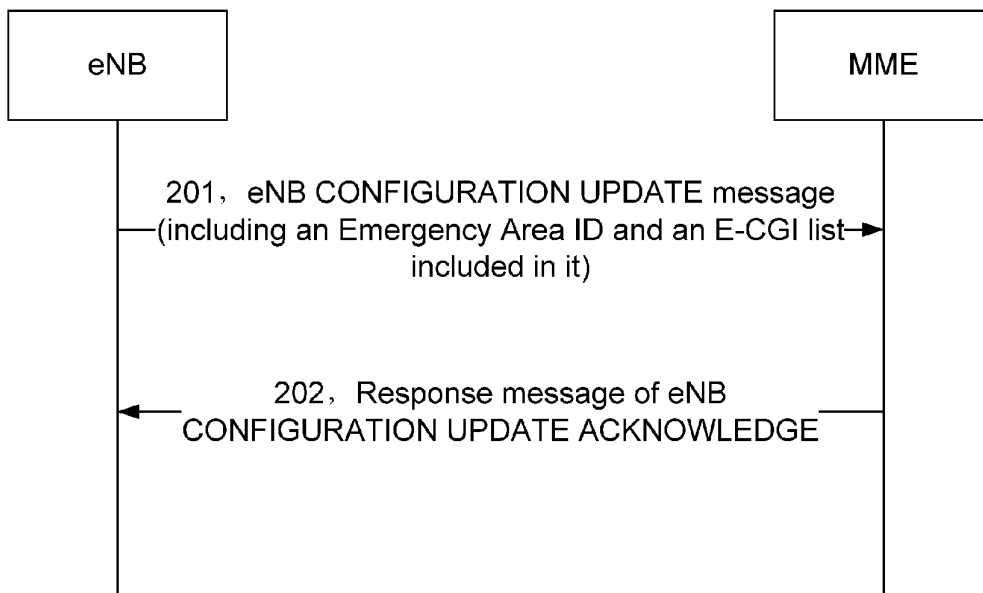 eNB
MME
201， eNB CONFIGURATION UPDATE message
(including an Emergency Area ID and an E-CGI list
included in it)
202， Response message of eNB
CONFIGURATION UPDATE ACKNOWLEDGE